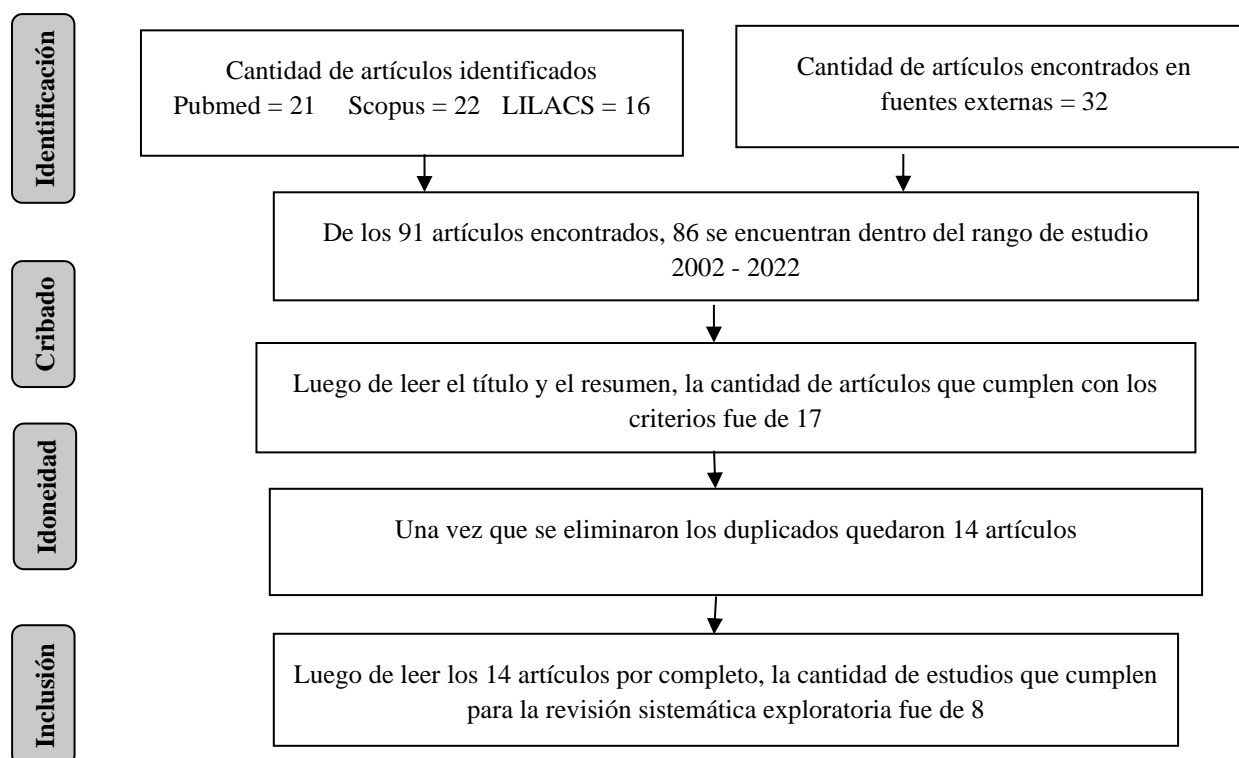 Identificación
Cantidad de artículos identificados
Pubmed = 21 Scopus = 22 LILACS = 16
Cantidad de artículos encontrados en
fuentes externas = 32
De los 91 artículos encontrados, 86 se encuentran dentro del rango de estudio
2002 - 2022
Cribado
Luego de leer el título y el resumen, la cantidad de artículos que cumplen con los
criterios fue de 17
Idoneidad
Una vez que se eliminaron los duplicados quedaron 14 artículos
Inclusión
Luego de leer los 14 artículos por completo, la cantidad de estudios que cumplen
para la revisión sistemática exploratoria fue de 8